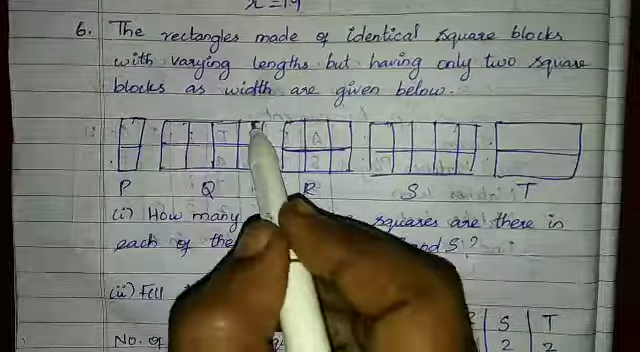 6. The rectangles made of identical square blocks
with varying lengths but having only two square
blocks as width are given below.
P Q R S T
(i) How many squares are there in
each of the and S?
(ii) Fill
S T
No. of 2 2